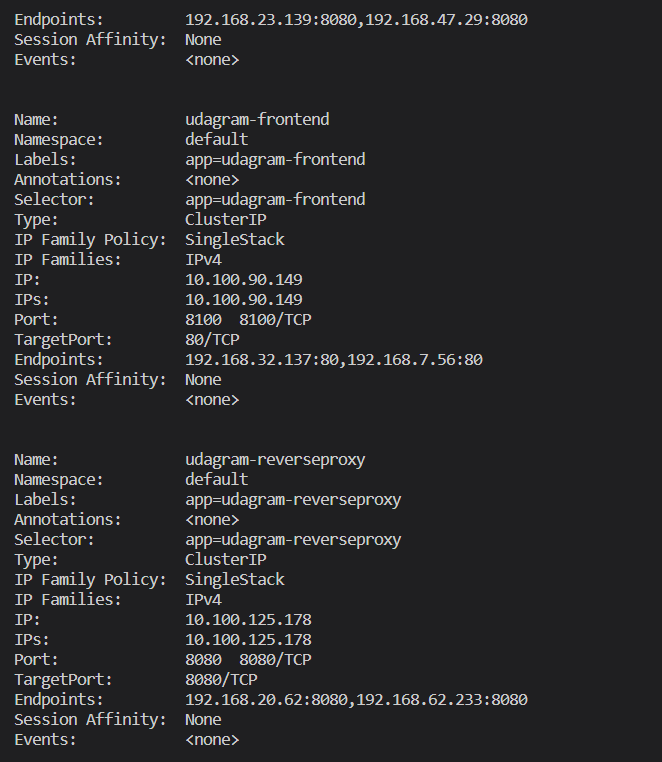 Endpoints: 192.168.23.139:8080,192.168.47.29:8080
Session Affinity: None
Events: <none>
Name: udagram-frontend
Namespace: default
Labels: app=udagram-frontend
Annotations: <none>
Selector: app=udagram-frontend
Type: ClusterIP
IP Family Policy: SingleStack
IP Families: IPv4
IP: 10.100.90.149
IPs: 10.100.90.149
Port: 8100 8100/TCP
TargetPort: 80/TCP
Endpoints: 192.168.32.137:80,192.168.7.56:80
Session Affinity: None
Events: <none>
Name: udagram-reverseproxy
Namespace: default
Labels: app=udagram-reverseproxy
Annotations: <none>
Selector: app=udagram-reverseproxy
Type: ClusterIP
IP Family Policy: SingleStack
IP Families: IPv4
IP: 10.100.125.178
IPs: 10.100.125.178
Port: 8080 8080/TCP
TargetPort: 8080/TCP
Endpoints: 192.168.20.62:8080,192.168.62.233:8080
Session Affinity: None
Events: <none>